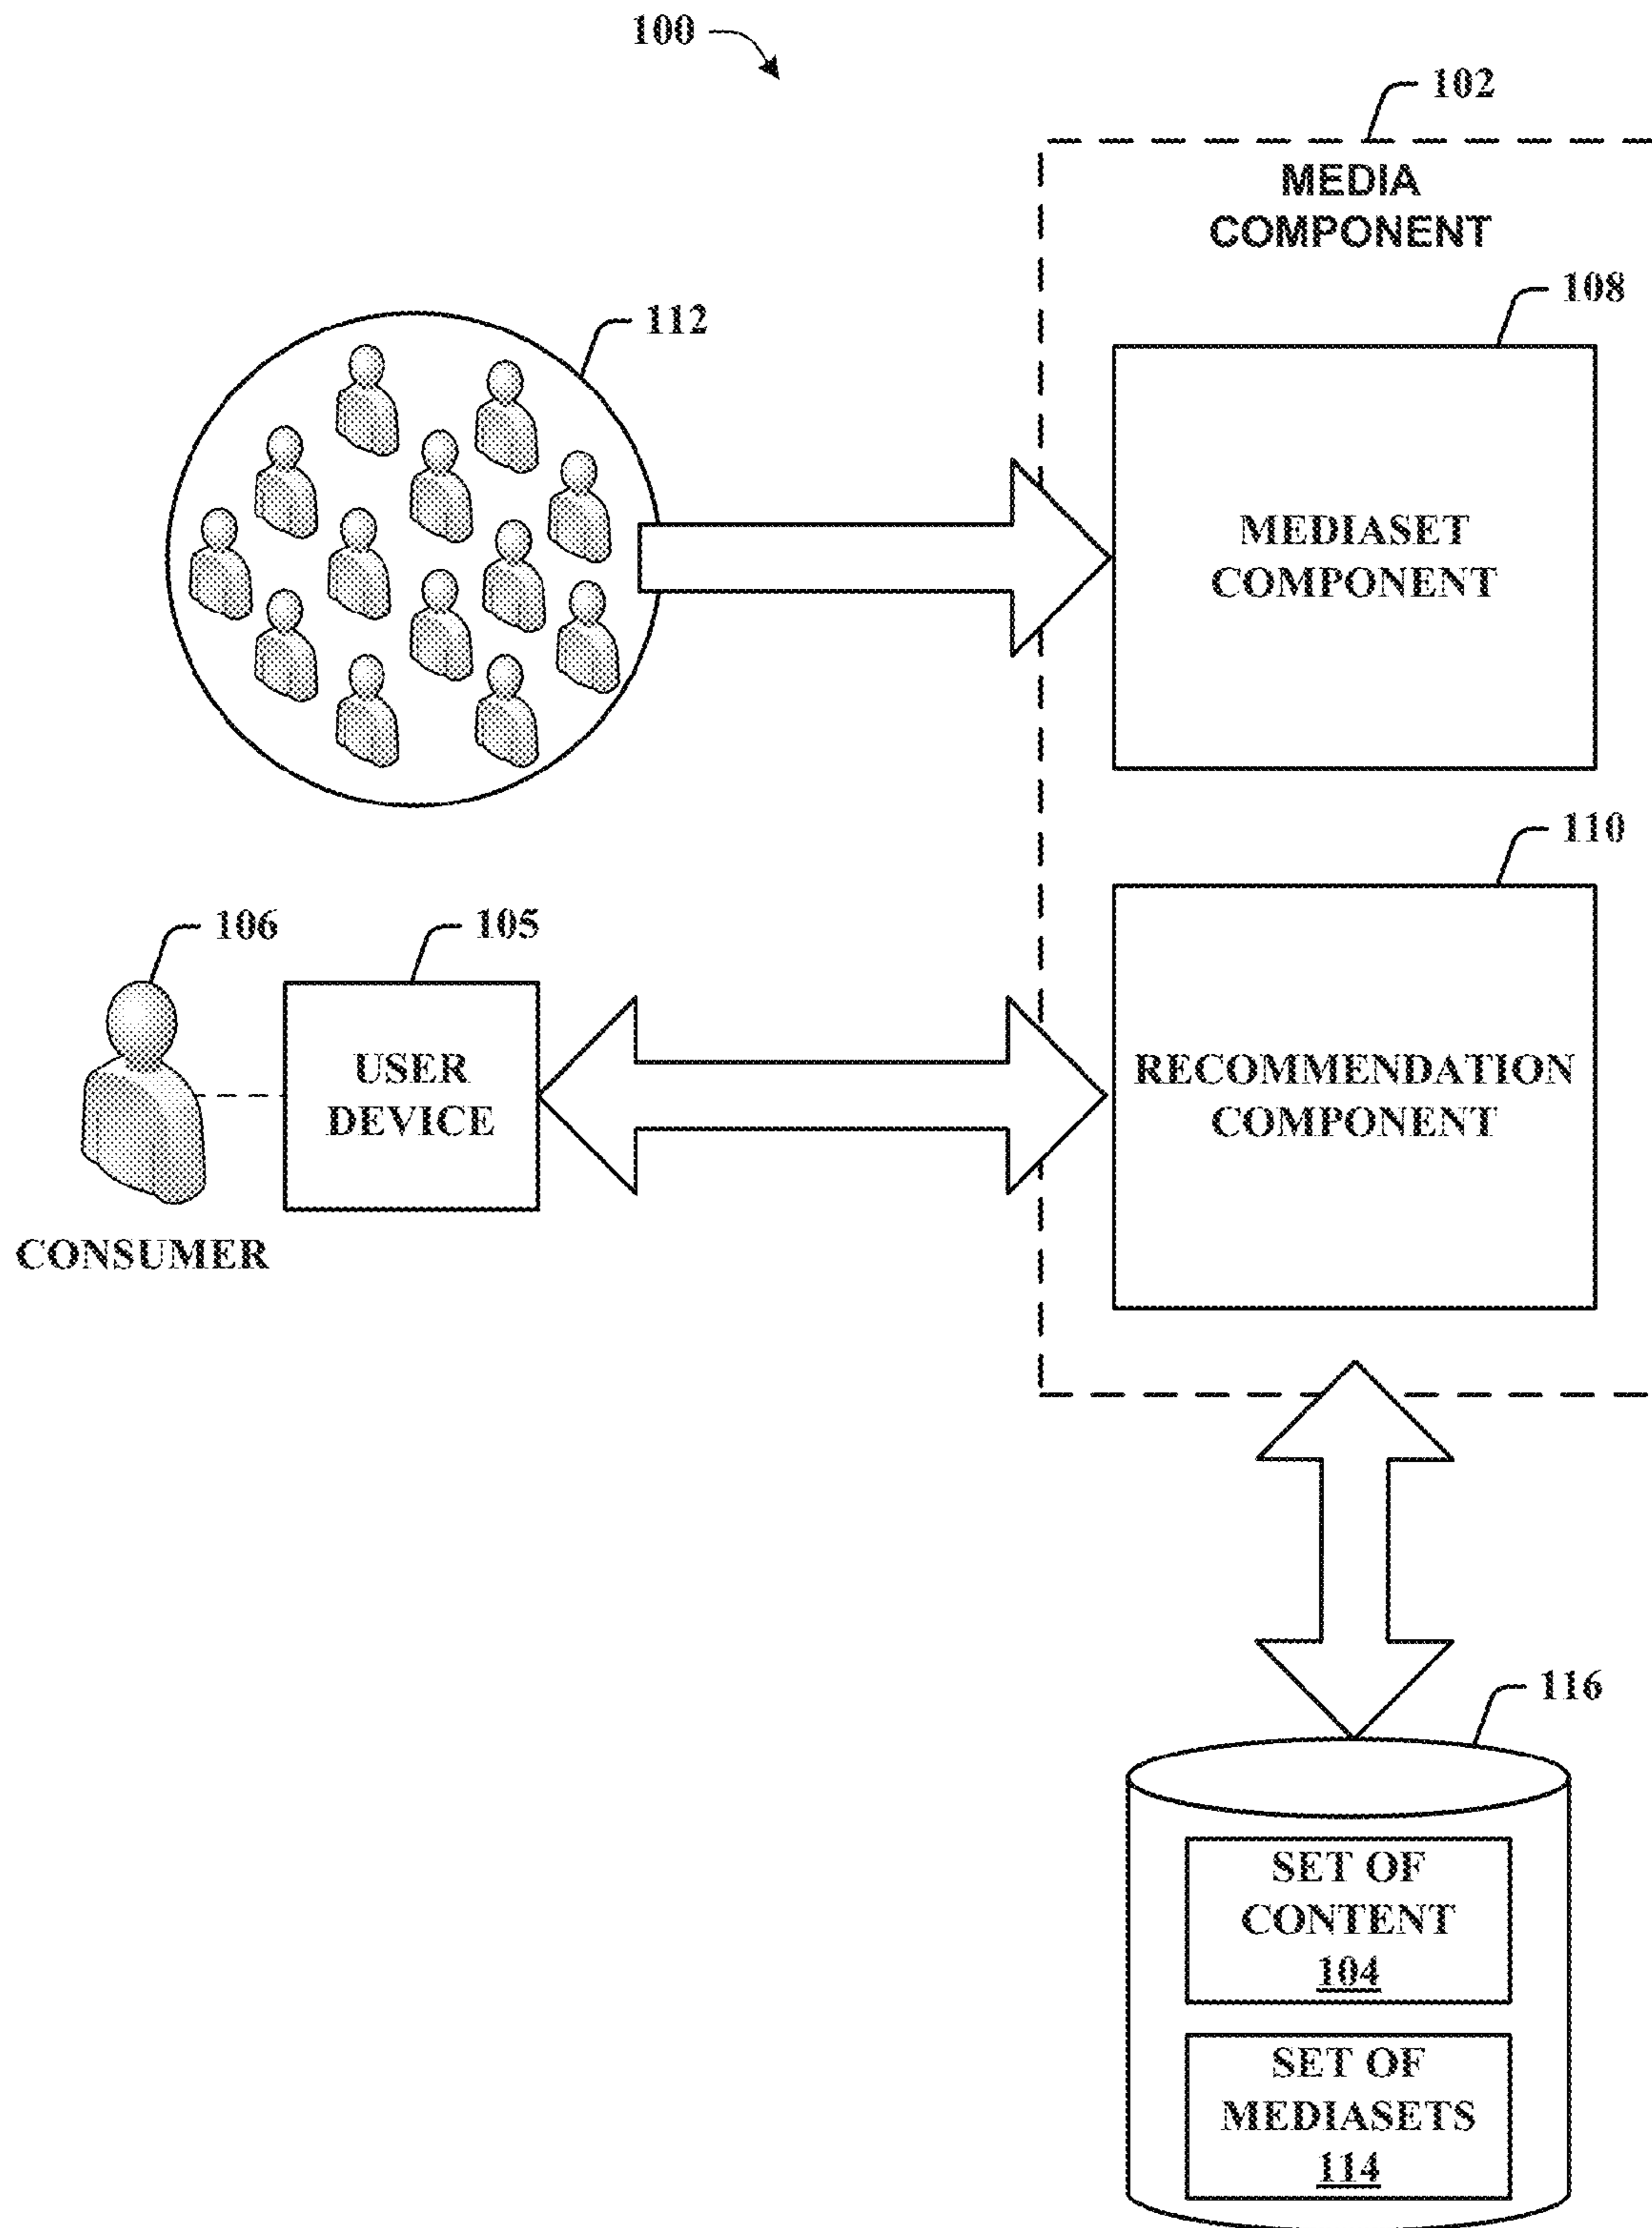 100
102
MEDIA
COMPONENT
108
112
MEDIASET
COMPONENT
110
106
105
USER
DEVICE
RECOMMENDATION
COMPONENT
CONSUMER
116
SET OF
CONTENT
104
SET OF
MEDIASETS
114